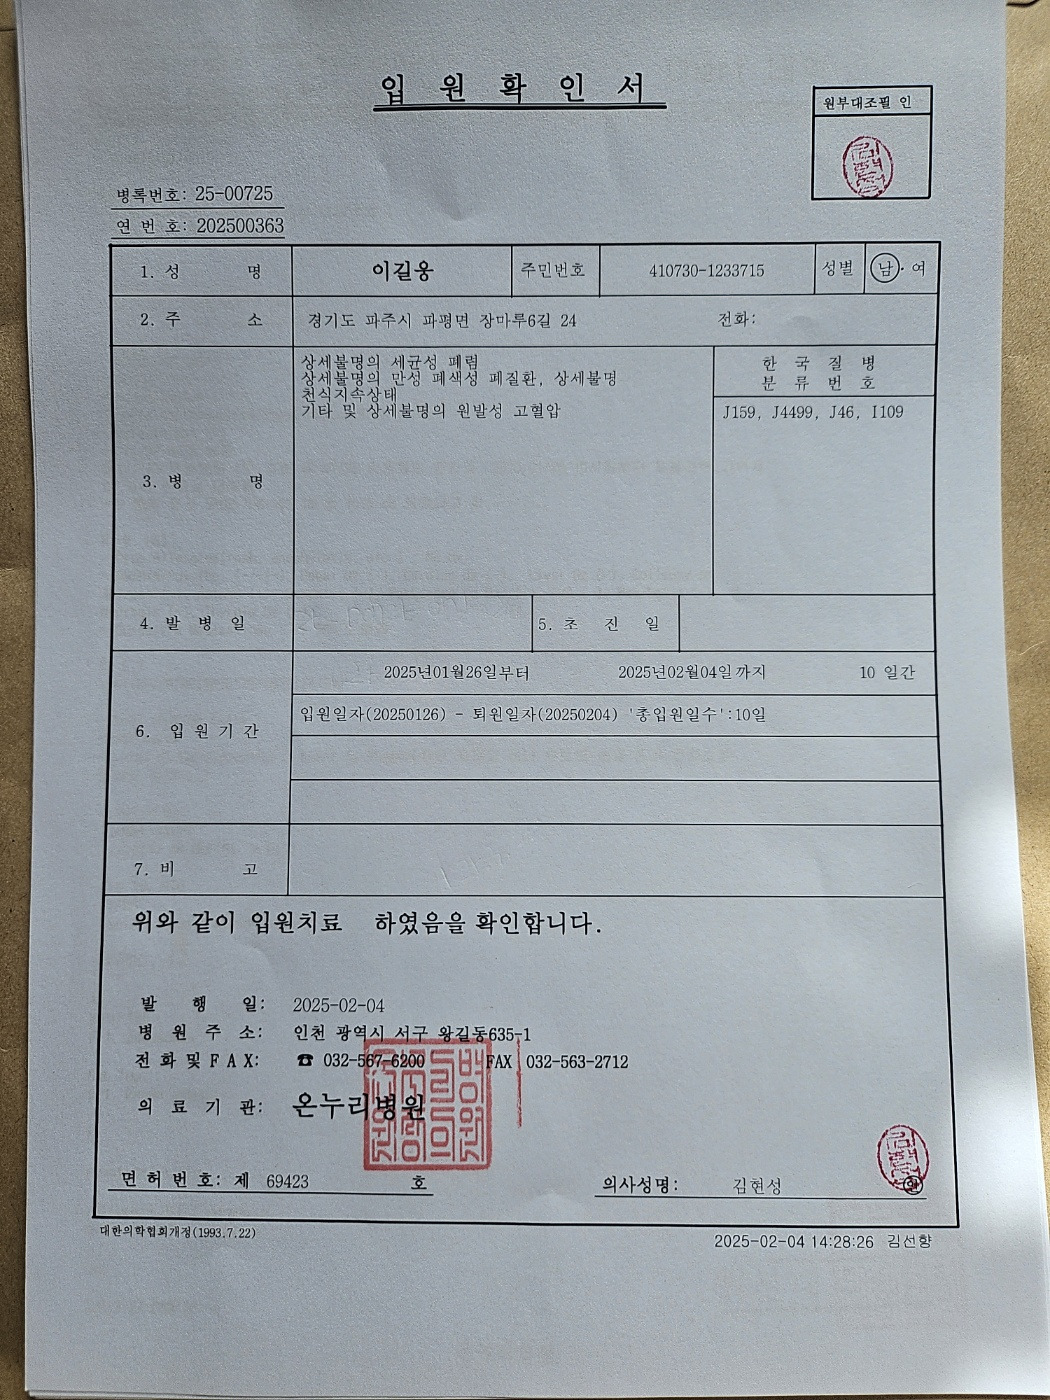 입 원 확 인 서
원부대조필 인
병록번호: 25-00725
연 번 호: 202500363
1. 성 명 이길웅 주민번호 410730-1233715 성별 남·여
2. 주 소 경기도 파주시 파평면 장마루6길 24 전화:
3. 병 명
상세불명의 세균성 폐렴
상세불명의 만성 폐색성 폐질환, 상세불명
천식지속상태
기타 및 상세불명의 원발성 고혈압
한 국 질 병
분 류 번 호
J159, J4499, J46, I109
4. 발 병 일 5. 초 진 일
6. 입 원 기 간
2025년01월26일부터 2025년02월04일까지 10 일간
입원일자(20250126) - 퇴원일자(20250204) '총입원일수':10일
7. 비 고
위와 같이 입원치료 하였음을 확인합니다.
발 행 일: 2025-02-04
병 원 주 소: 인천 광역시 서구 왕길동635-1
전 화 및 F A X: ☎ 032-567-6200 FAX 032-563-2712
의 료 기 관: 온누리병원
면 허 번 호: 제 69423 호
의사성명: 김현성
대한의학협회개정(1993.7.22)
2025-02-04 14:28:26 김선향